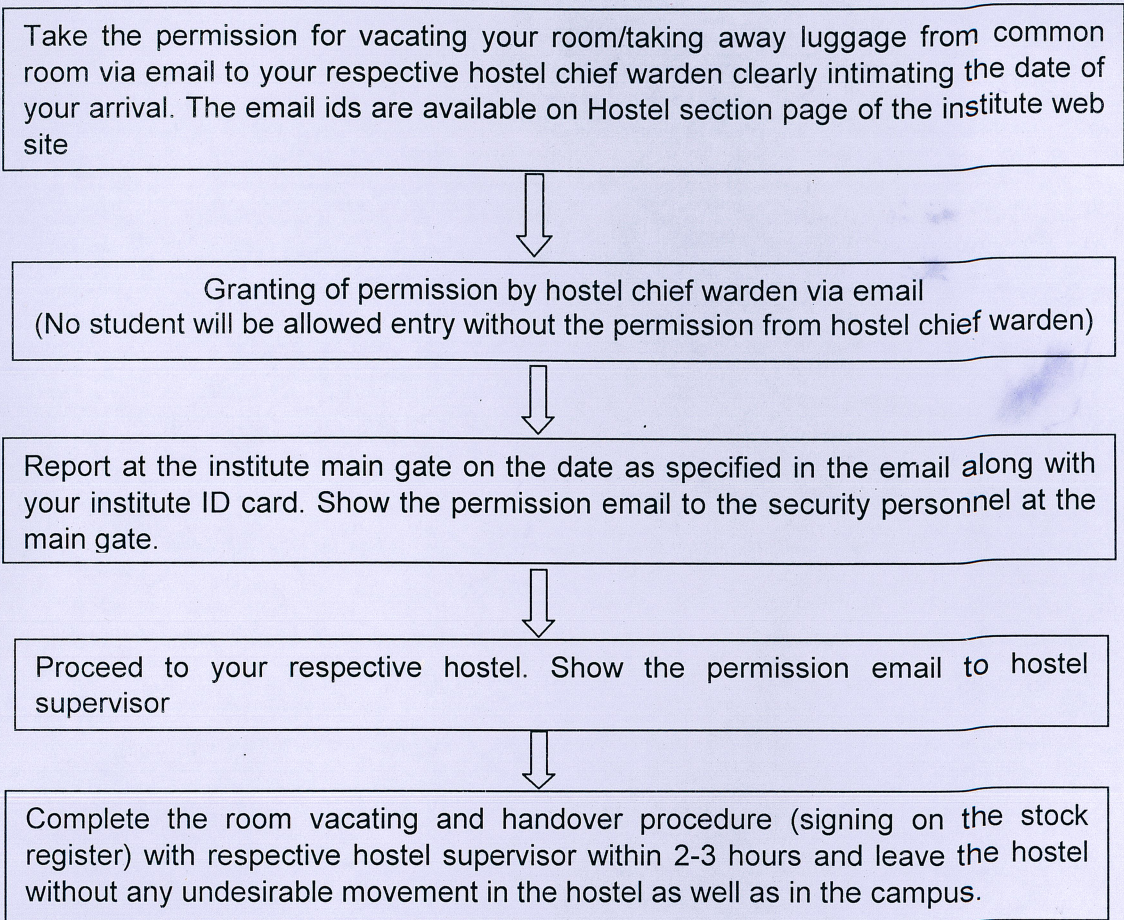 Take the permission for vacating your room/taking away luggage from common
room via email to your respective hostel chief warden clearly intimating the date of
your arrival. The email ids are available on Hostel section page of the institute web
site
Granting of permission by hostel chief warden via email
(No student will be allowed entry without the permission from hostel chief warden)
Report at the institute main gate on the date as specified in the email along with
your institute ID card. Show the permission email to the security personnel at the
main gate.
Proceed to your respective hostel. Show the permission email to hostel
supervisor
Complete the room vacating and handover procedure (signing on the stock
register) with respective hostel supervisor within 2-3 hours and leave the hostel
without any undesirable movement in the hostel as well as in the campus.